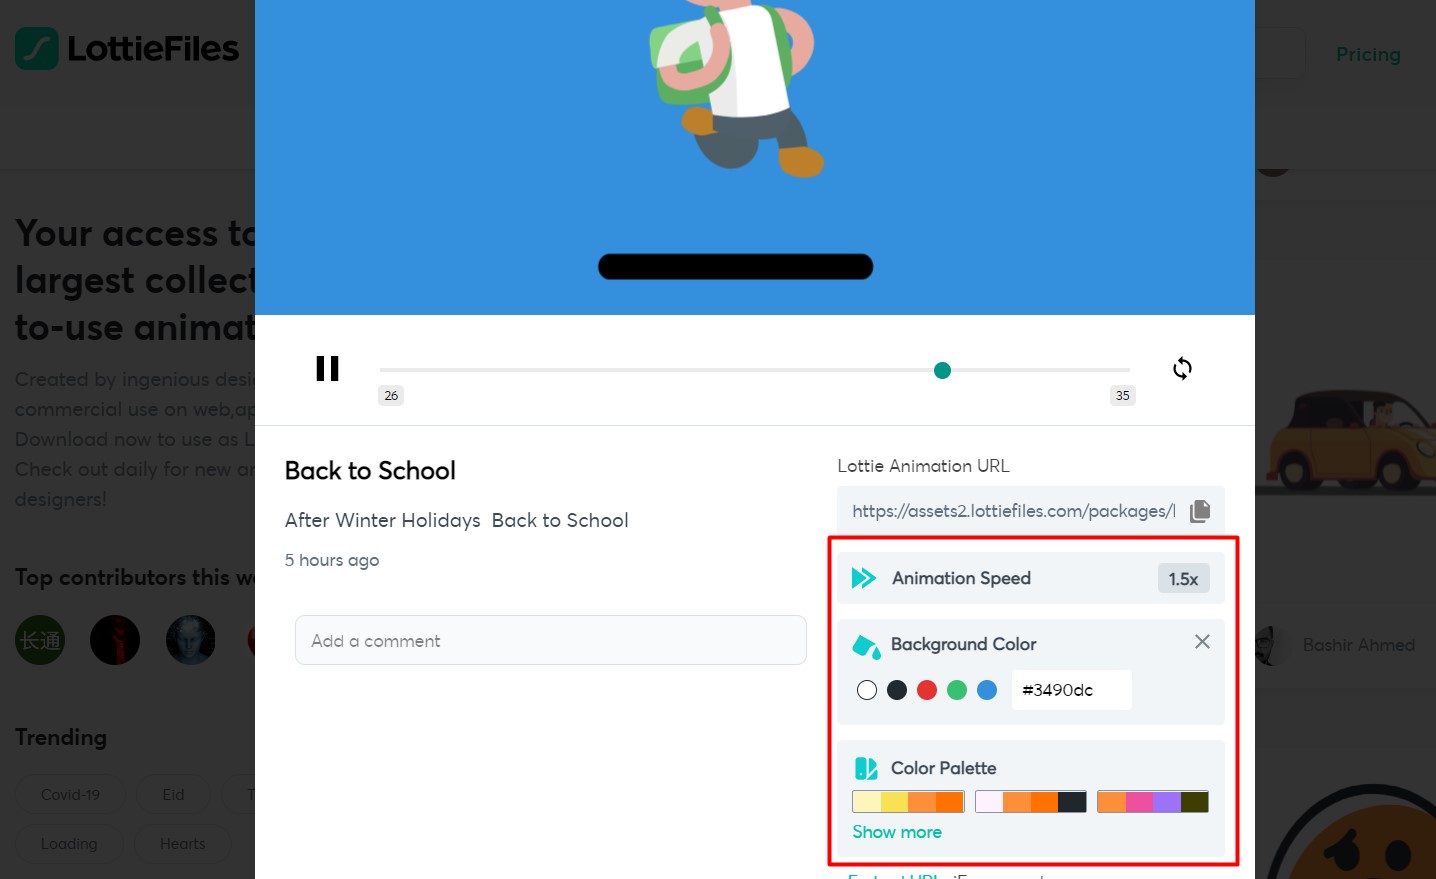 LottieFiles
Pricing
Your access to
largest collect
to-use animat
Created by ingenious desi
commercial use on web,ap
Download now to use as L
Check out daily for new an
designers!
Top contributors this we
长通
Trending
Covid-19
Eid
T
Loading
Hearts
26
35
Back to School
After Winter Holidays Back to School
5 hours ago
Add a comment
Lottie Animation URL
https://assets2.lottiefiles.com/packages/l
Animation Speed
1.5x
Background Color
#3490dc
Color Palette
Show more
Bashir Ahmed